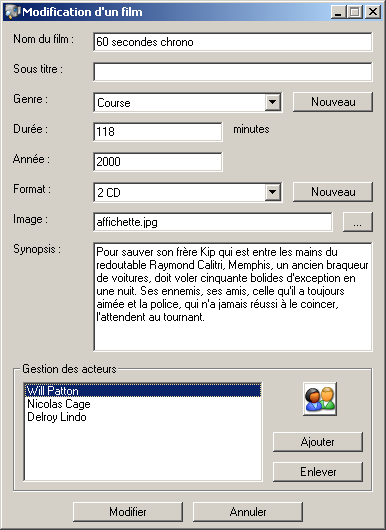 Modification d'un film
Nom du film : 60 secondes chrono
Sous titre :
Genre : Course Nouveau
Durée : 118 minutes
Année : 2000
Format : 2 CD Nouveau
Image : affichette.jpg ...
Synopsis : Pour sauver son frère Kip qui est entre les mains du
redoutable Raymond Calitri, Memphis, un ancien braqueur
de voitures, doit voler cinquante bolides d'exception en
une nuit. Ses ennemis, ses amis, celle qu'il a toujours
aimée et la police, qui n'a jamais réussi à le coincer,
l'attendent au tournant.
Gestion des acteurs
Will Patton
Nicolas Cage
Delroy Lindo
Ajouter
Enlever
Modifier Annuler